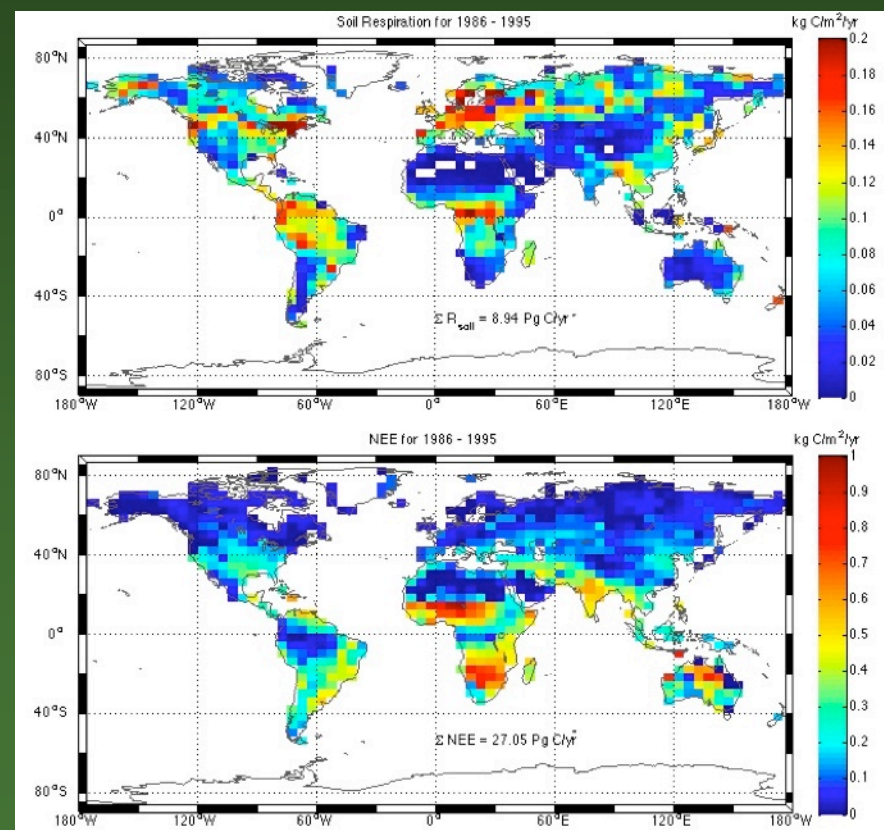 Soil Respiration for 1986 - 1995
kg C/m²/yr
80°N
40°N
0°
40°S
80°S
180°W 120°W 60°W 0° 60°E 120°E 180°W
Σ R_soil = 8.94 Pg C/yr
0.2
0.18
0.16
0.14
0.12
0.1
0.08
0.06
0.04
0.02
0
NEE for 1986 - 1995
kg C/m²/yr
80°N
40°N
0°
40°S
80°S
180°W 120°W 60°W 0° 60°E 120°E 180°W
Σ NEE = 27.05 Pg C/yr
1
0.9
0.8
0.7
0.6
0.5
0.4
0.3
0.2
0.1
0